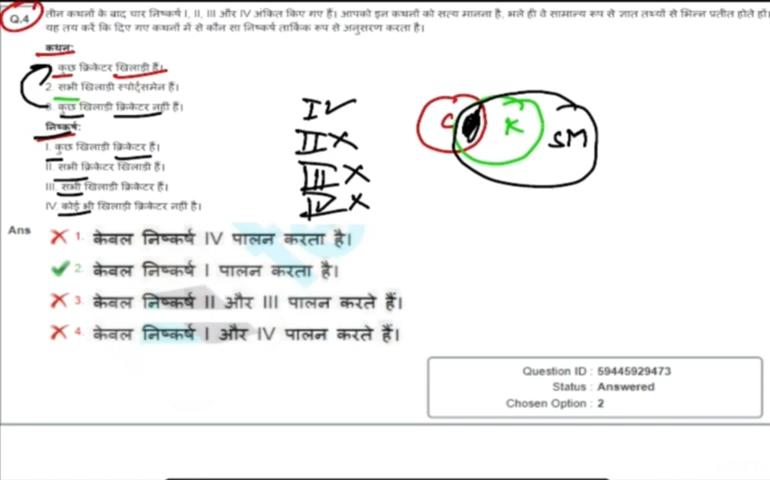 Q.4 तीन कथनों के बाद चार निष्कर्ष I, II, III और IV अंकित किए गए हैं। आपको इन कथनों को सत्य मानना है, भले ही वे सामान्य रूप से ज्ञात तथ्यों से भिन्न प्रतीत होते हों।
यह तय करें कि दिए गए कथनों में से कौन सा निष्कर्ष तार्किक रूप से अनुसरण करता है।
कथन:
कुछ क्रिकेटर खिलाड़ी हैं।
2. सभी खिलाड़ी स्पोर्ट्समेन हैं।
3. कुछ खिलाड़ी क्रिकेटर नहीं हैं।
निष्कर्ष:
I. कुछ खिलाड़ी क्रिकेटर हैं।
II. सभी क्रिकेटर खिलाड़ी हैं।
III. सभी खिलाड़ी क्रिकेटर हैं।
IV. कोई भी खिलाड़ी क्रिकेटर नहीं है।
I ✓
II ×
III ×
IV ×
C K SM
Ans 1. केवल निष्कर्ष IV पालन करता है।
2. केवल निष्कर्ष I पालन करता है।
3. केवल निष्कर्ष II और III पालन करते हैं।
4. केवल निष्कर्ष I और IV पालन करते हैं।
Question ID : 59445929473
Status : Answered
Chosen Option : 2